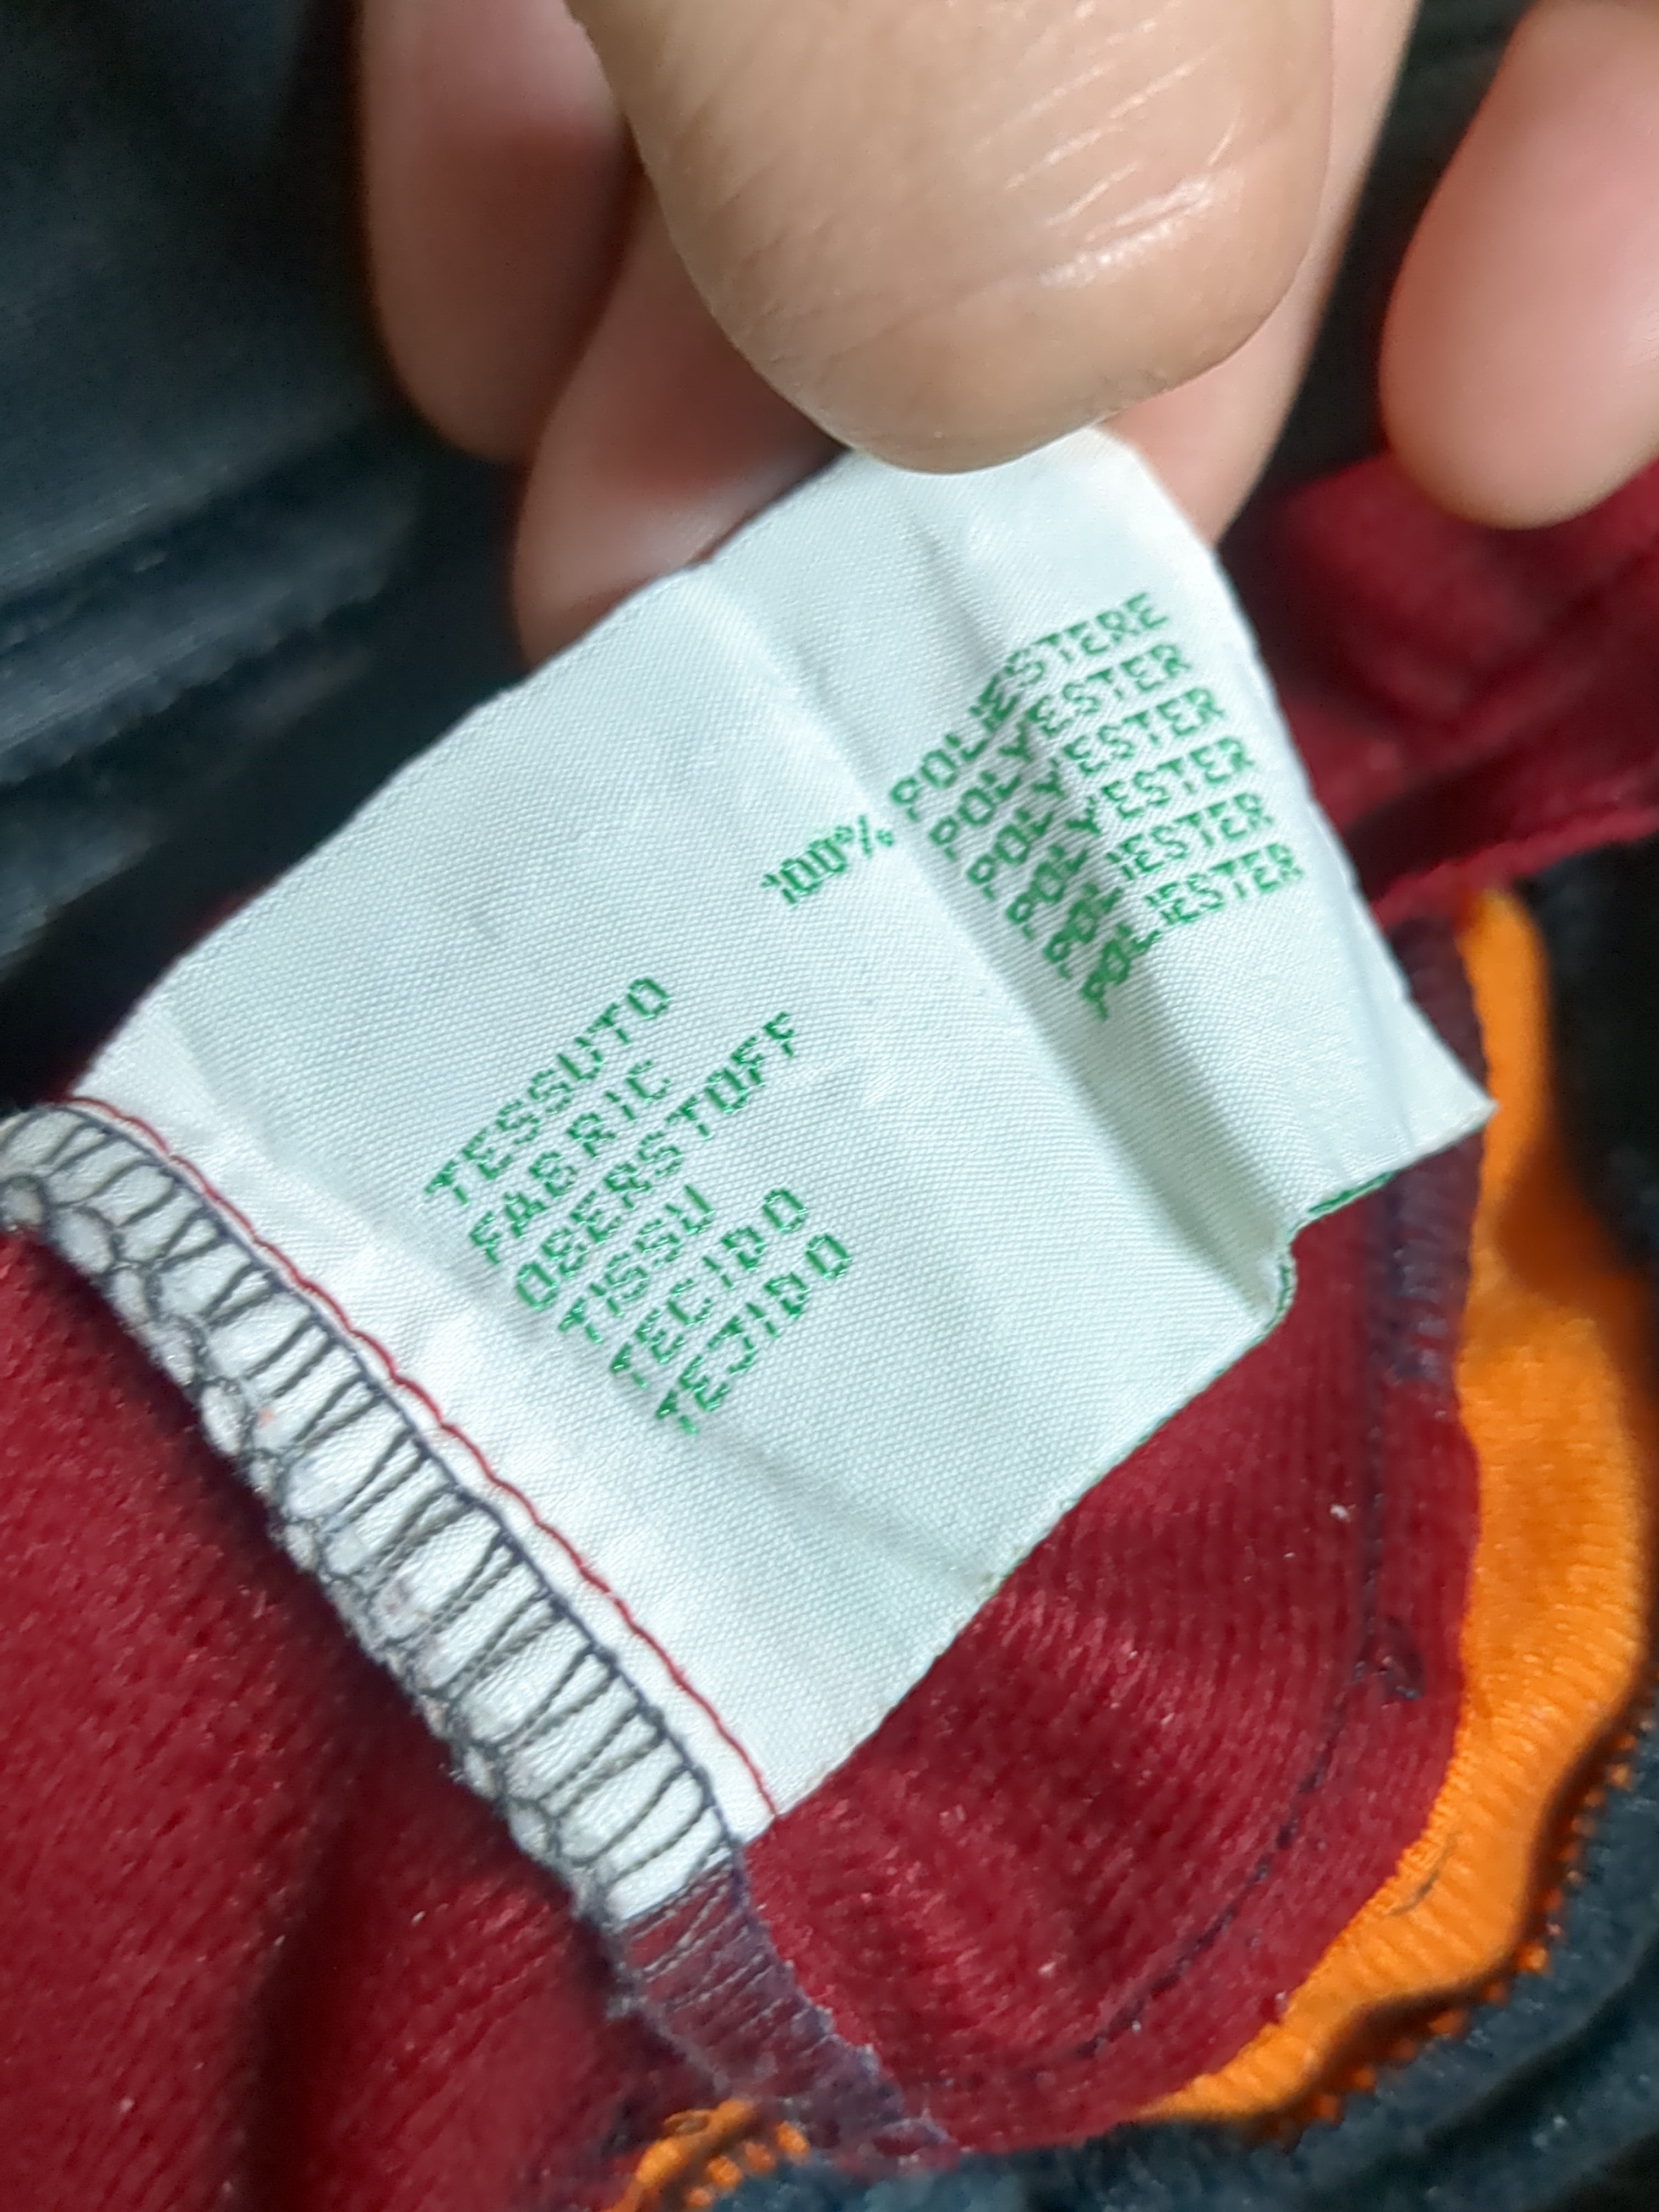 TESSUTO 100% POLIESTERE
FABRIC POLYESTER
OBERSTOFF POLYESTER
TISSU POLYESTER
TECIDO POLIESTER
TEJIDO POLIESTER